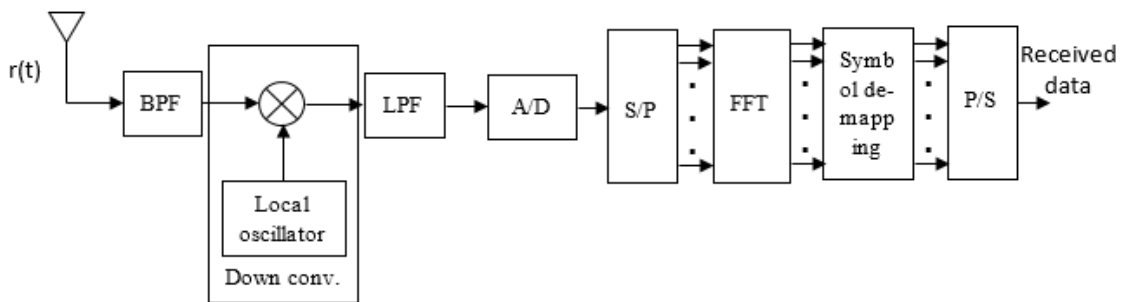 r(t)
BPF
Local
oscillator
Down conv.
LPF
A/D
S/P
FFT
Symb
ol de-
mapp
ing
P/S
Received
data